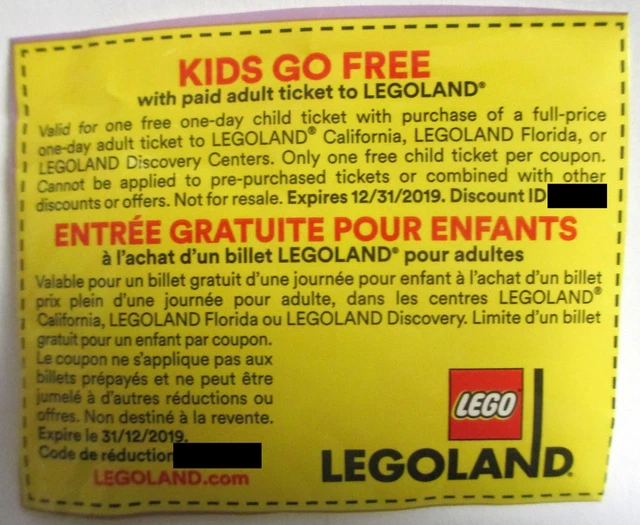 KIDS GO FREE
with paid adult ticket to LEGOLAND®
Valid for one free one-day child ticket with purchase of a full-price
one-day adult ticket to LEGOLAND® California, LEGOLAND Florida, or
LEGOLAND Discovery Centers. Only one free child ticket per coupon.
Cannot be applied to pre-purchased tickets or combined with other
discounts or offers. Not for resale. Expires 12/31/2019. Discount ID
ENTRÉE GRATUITE POUR ENFANTS
à l'achat d'un billet LEGOLAND® pour adultes
Valable pour un billet gratuit d'une journée pour enfant à l'achat d'un billet
prix plein d'une journée pour adulte, dans les centres LEGOLAND®
California, LEGOLAND Florida ou LEGOLAND Discovery. Limite d'un billet
gratuit pour un enfant par coupon.
Le coupon ne s'applique pas aux
billets prépayés et ne peut être
jumelé à d'autres réductions ou
offres. Non destiné à la revente.
Expire le 31/12/2019.
Code de réduction
LEGOLAND.com
LEGO
LEGOLAND®